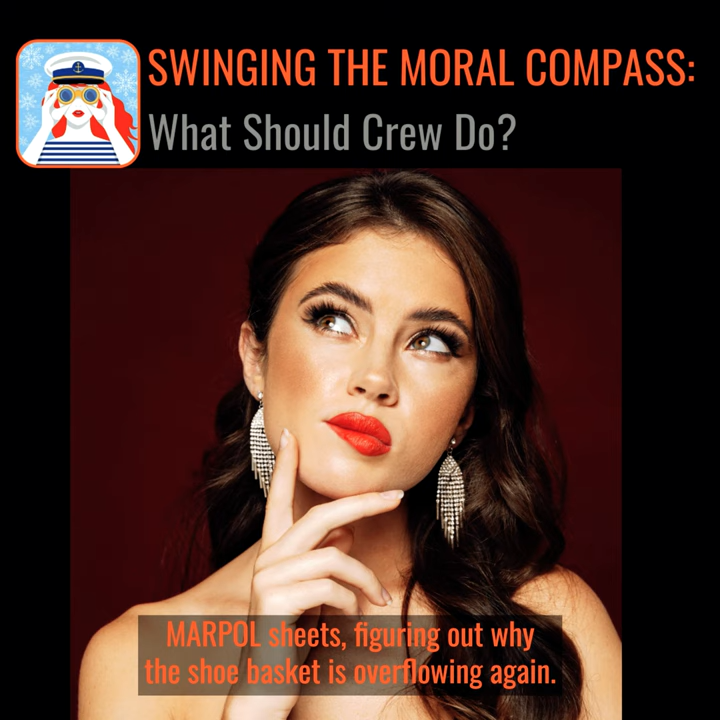 SWINGING THE MORAL COMPASS:
What Should Crew Do?
MARPOL sheets, figuring out why
the shoe basket is overflowing again.